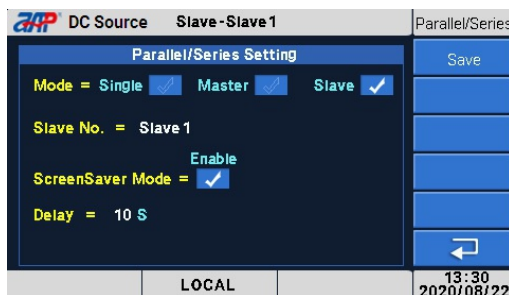 AAP DC Source Slave-Slave1 Parallel/Series
Parallel/Series Setting
Save
Mode = Single Master Slave
Slave No. = Slave 1
Enable
ScreenSaver Mode =
Delay = 10 S
LOCAL
13:30
2020/08/22